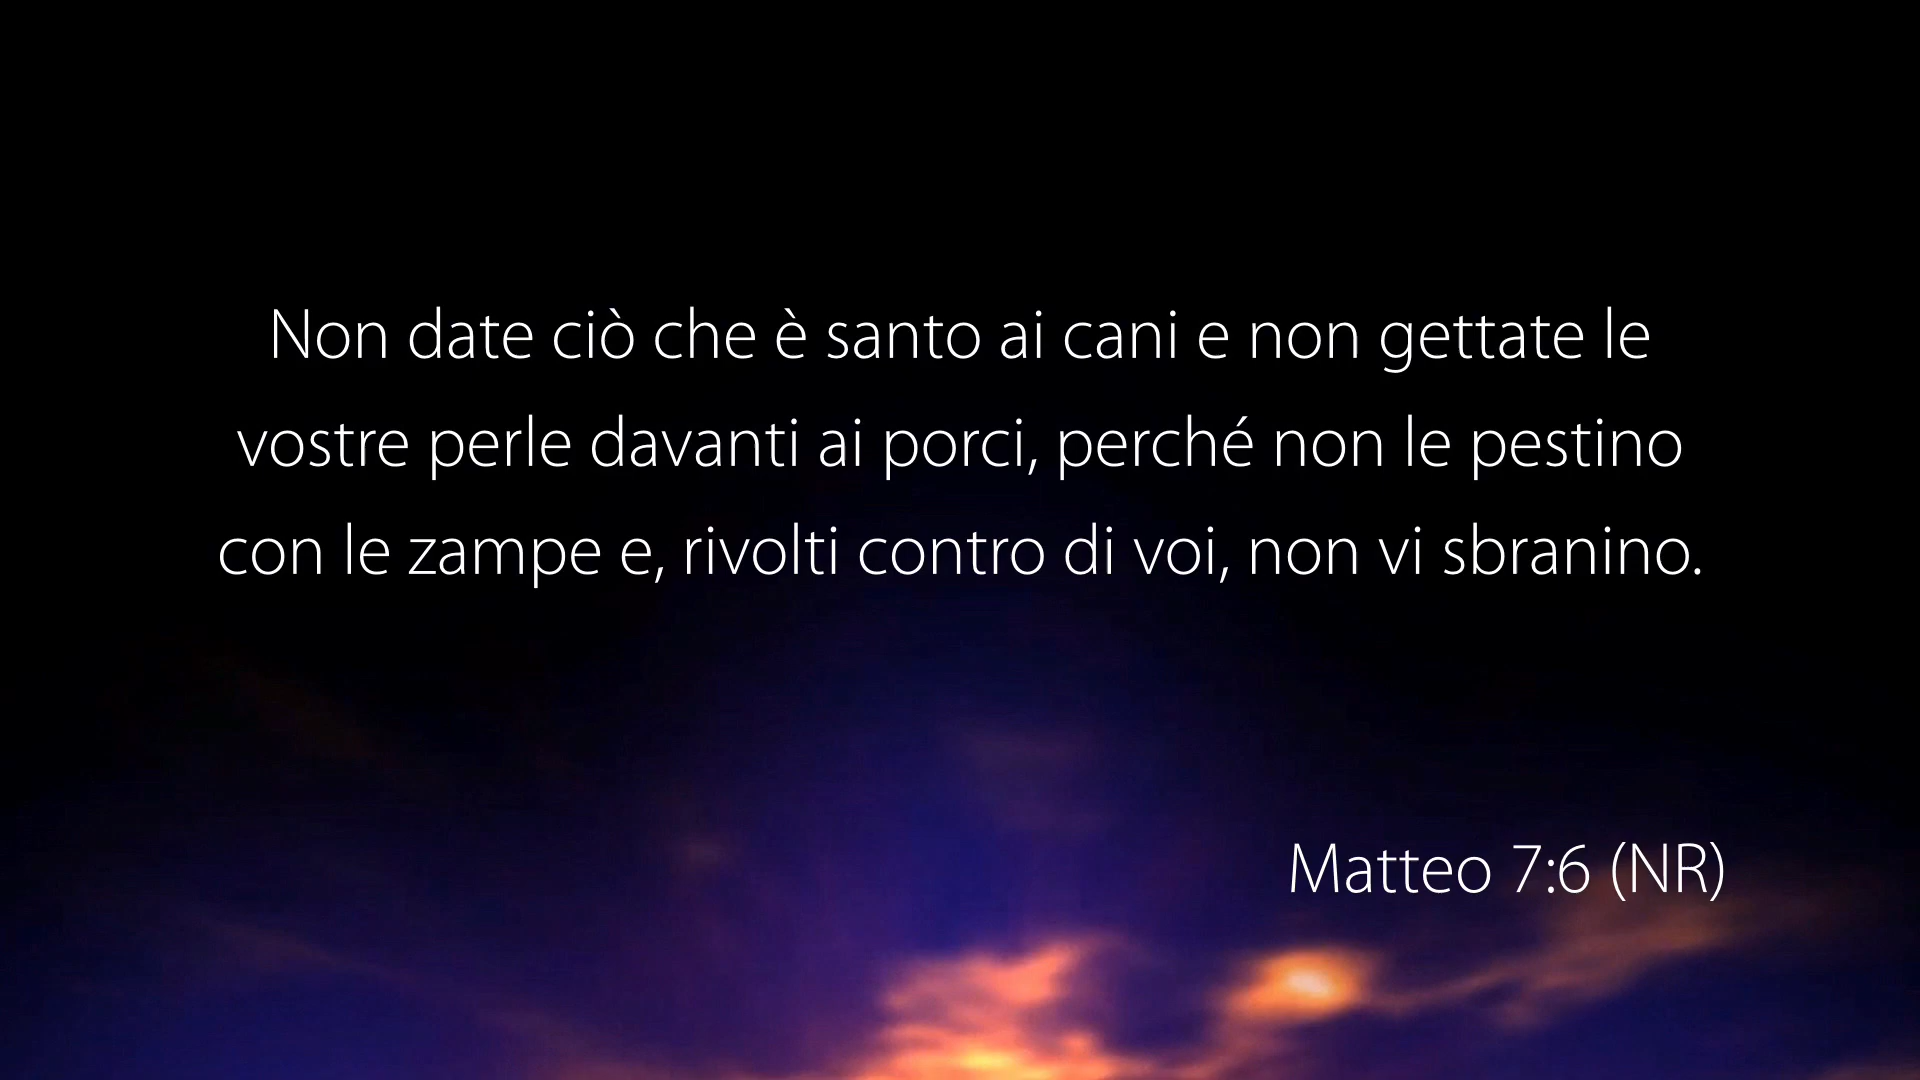 Non date ciò che è santo ai cani e non gettate le
vostre perle davanti ai porci, perché non le pestino
con le zampe e, rivolti contro di voi, non vi sbranino.
Matteo 7:6 (NR)